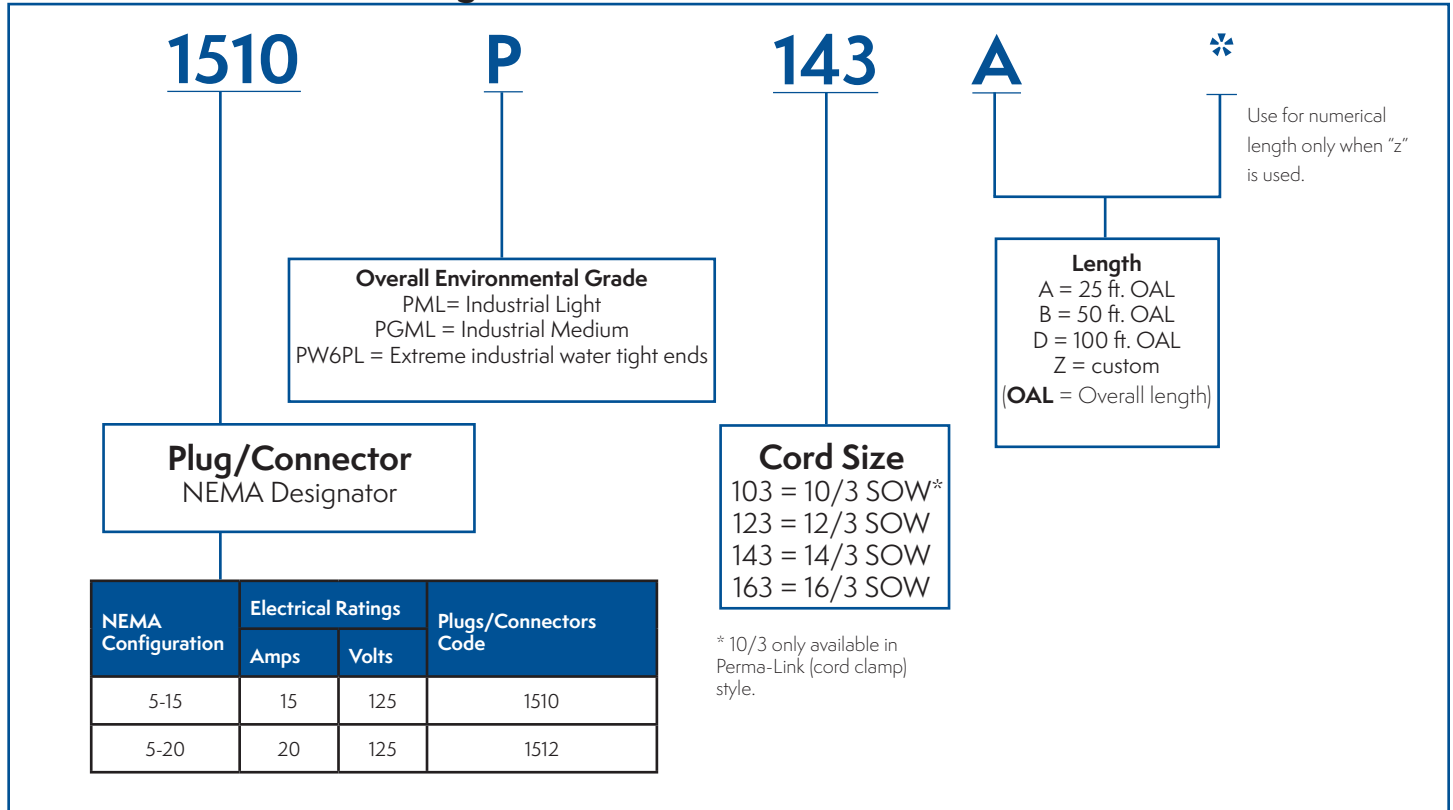 1510 P 143 A *
Use for numerical
length only when “z”
is used.
Overall Environmental Grade
PML= Industrial Light
PGML = Industrial Medium
PW6PL = Extreme industrial water tight ends
Length
A = 25 ft. OAL
B = 50 ft. OAL
D = 100 ft. OAL
Z = custom
(OAL = Overall length)
Plug/Connector
NEMA Designator
Cord Size
103 = 10/3 SOW*
123 = 12/3 SOW
143 = 14/3 SOW
163 = 16/3 SOW
* 10/3 only available in
Perma-Link (cord clamp)
style.
NEMA
Configuration
Electrical Ratings
Plugs/Connectors
Code
Amps Volts
5-15 15 125 1510
5-20 20 125 1512